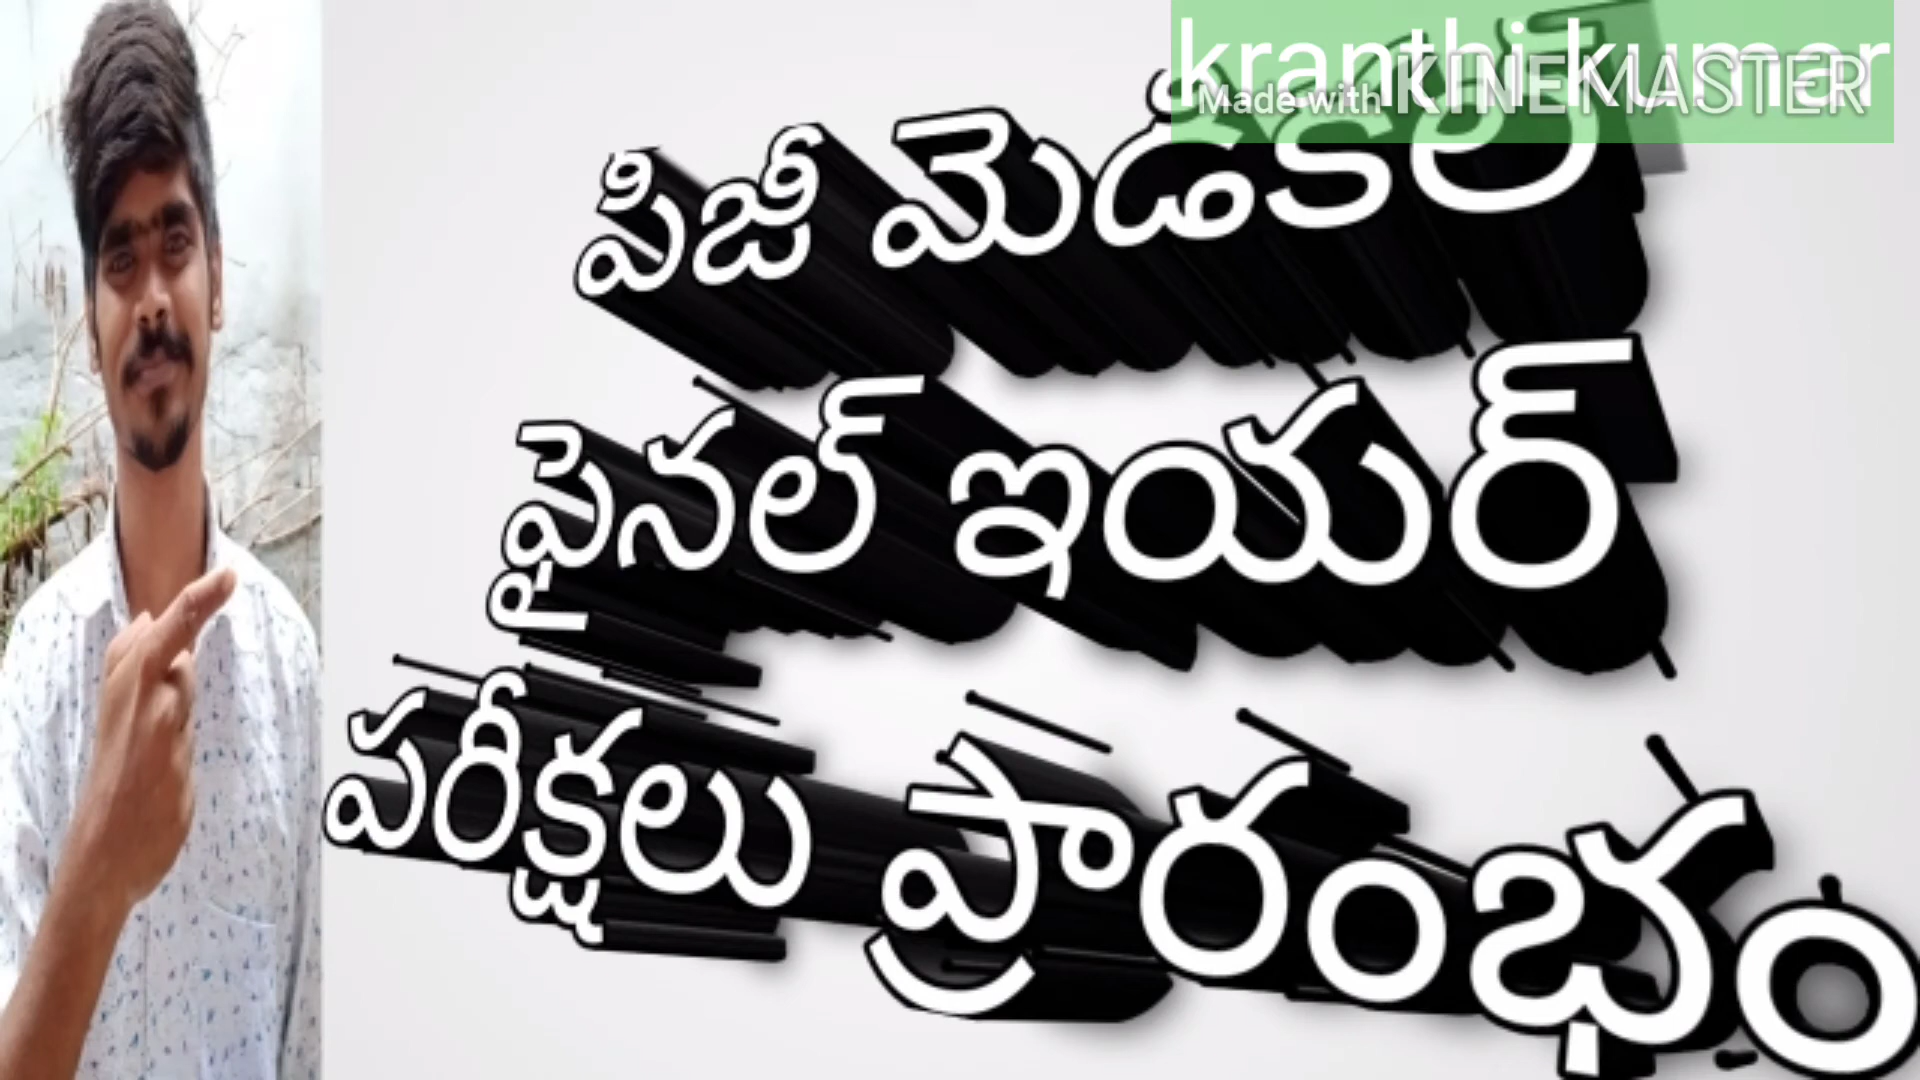 kranthi kumar
Made with KINEMASTER
పిజీ మెడికల్
ఫైనల్ ఇయర్
పరీక్షలు ప్రారంభం